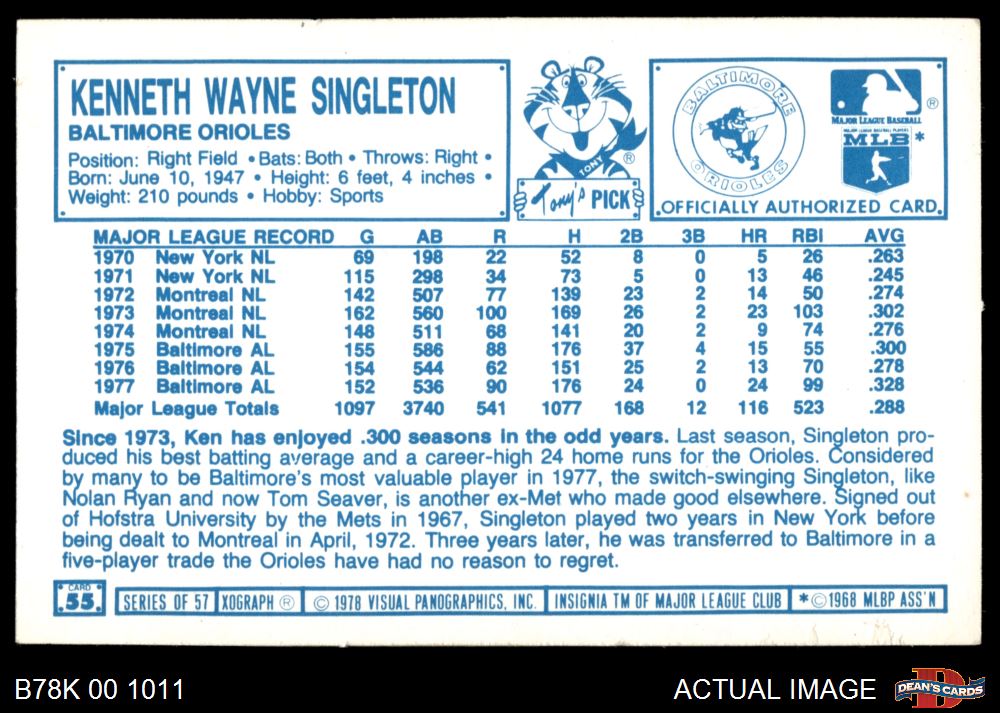 KENNETH WAYNE SINGLETON
BALTIMORE ORIOLES
Position: Right Field • Bats: Both • Throws: Right •
Born: June 10, 1947 • Height: 6 feet, 4 inches •
Weight: 210 pounds • Hobby: Sports
TONY
®
Tony's PICK
BALTIMORE
ORIOLES
®
MAJOR LEAGUE BASEBALL
MAJOR LEAGUE BASEBALL PLAYERS
MLB *
OFFICIALLY AUTHORIZED CARD
MAJOR LEAGUE RECORD G AB R H 2B 3B HR RBI AVG
1970 New York NL 69 198 22 52 8 0 5 26 .263
1971 New York NL 115 298 34 73 5 0 13 46 .245
1972 Montreal NL 142 507 77 139 23 2 14 50 .274
1973 Montreal NL 162 560 100 169 26 2 23 103 .302
1974 Montreal NL 148 511 68 141 20 2 9 74 .276
1975 Baltimore AL 155 586 88 176 37 4 15 55 .300
1976 Baltimore AL 154 544 62 151 25 2 13 70 .278
1977 Baltimore AL 152 536 90 176 24 0 24 99 .328
Major League Totals 1097 3740 541 1077 168 12 116 523 .288
Since 1973, Ken has enjoyed .300 seasons in the odd years. Last season, Singleton pro-
duced his best batting average and a career-high 24 home runs for the Orioles. Considered
by many to be Baltimore's most valuable player in 1977, the switch-swinging Singleton, like
Nolan Ryan and now Tom Seaver, is another ex-Met who made good elsewhere. Signed out
of Hofstra University by the Mets in 1967, Singleton played two years in New York before
being dealt to Montreal in April, 1972. Three years later, he was transferred to Baltimore in a
five-player trade the Orioles have had no reason to regret.
CARD
55
SERIES OF 57 XOGRAPH ® © 1978 VISUAL PANOGRAPHICS, INC. INSIGNIA TM OF MAJOR LEAGUE CLUB *©1968 MLBP ASS'N
B78K 00 1011
ACTUAL IMAGE
DEAN'S CARDS